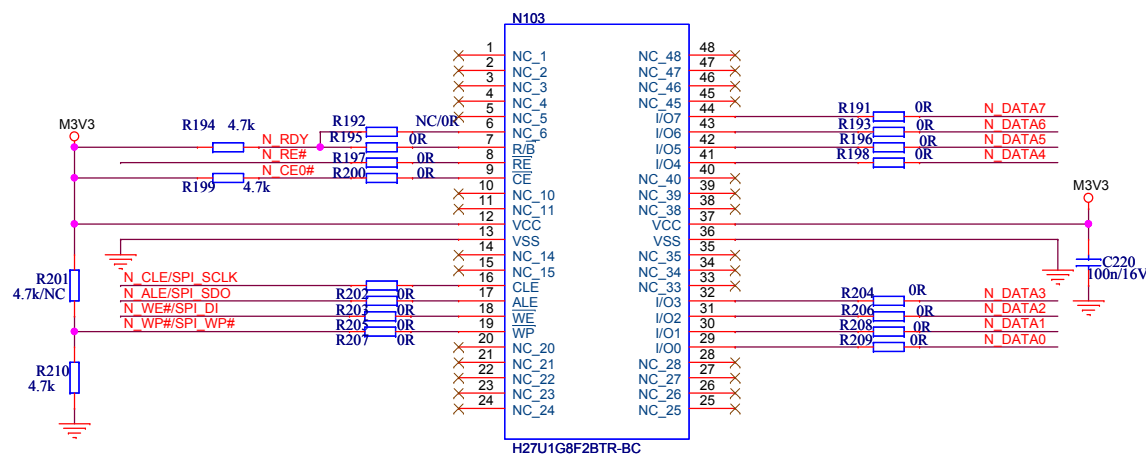 N103
1 NC_1 NC_48 48
2 NC_2 NC_47 47
3 NC_3 NC_46 46
4 NC_4 NC_45 45
5 NC_5 I/O7 44 R191 0R N_DATA7
R192 NC/0R 6 NC_6 I/O6 43 R193 0R N_DATA6
M3V3 R194 4.7k N_RDY R195 0R 7 R/B I/O5 42 R196 0R N_DATA5
N_RE# R197 0R 8 RE I/O4 41 R198 0R N_DATA4
R199 4.7k N_CE0# R200 0R 9 CE NC_40 40
10 NC_10 NC_39 39
11 NC_11 NC_38 38
12 VCC VCC 37 M3V3
13 VSS VSS 36
14 NC_14 NC_35 35
15 NC_15 NC_34 34
C220
100n/16V
N_CLE/SPI_SCLK 16 CLE NC_33 33
R201
4.7k/NC
N_ALE/SPI_SDO R202 0R 17 ALE I/O3 32 R204 0R N_DATA3
N_WE#/SPI_DI R203 0R 18 WE I/O2 31 R206 0R N_DATA2
N_WP#/SPI_WP# R205 0R 19 WP I/O1 30 R208 0R N_DATA1
R207 0R 20 NC_20 I/O0 29 R209 0R N_DATA0
21 NC_21 NC_28 28
22 NC_22 NC_27 27
R210
4.7k
23 NC_23 NC_26 26
24 NC_24 NC_25 25
H27U1G8F2BTR-BC